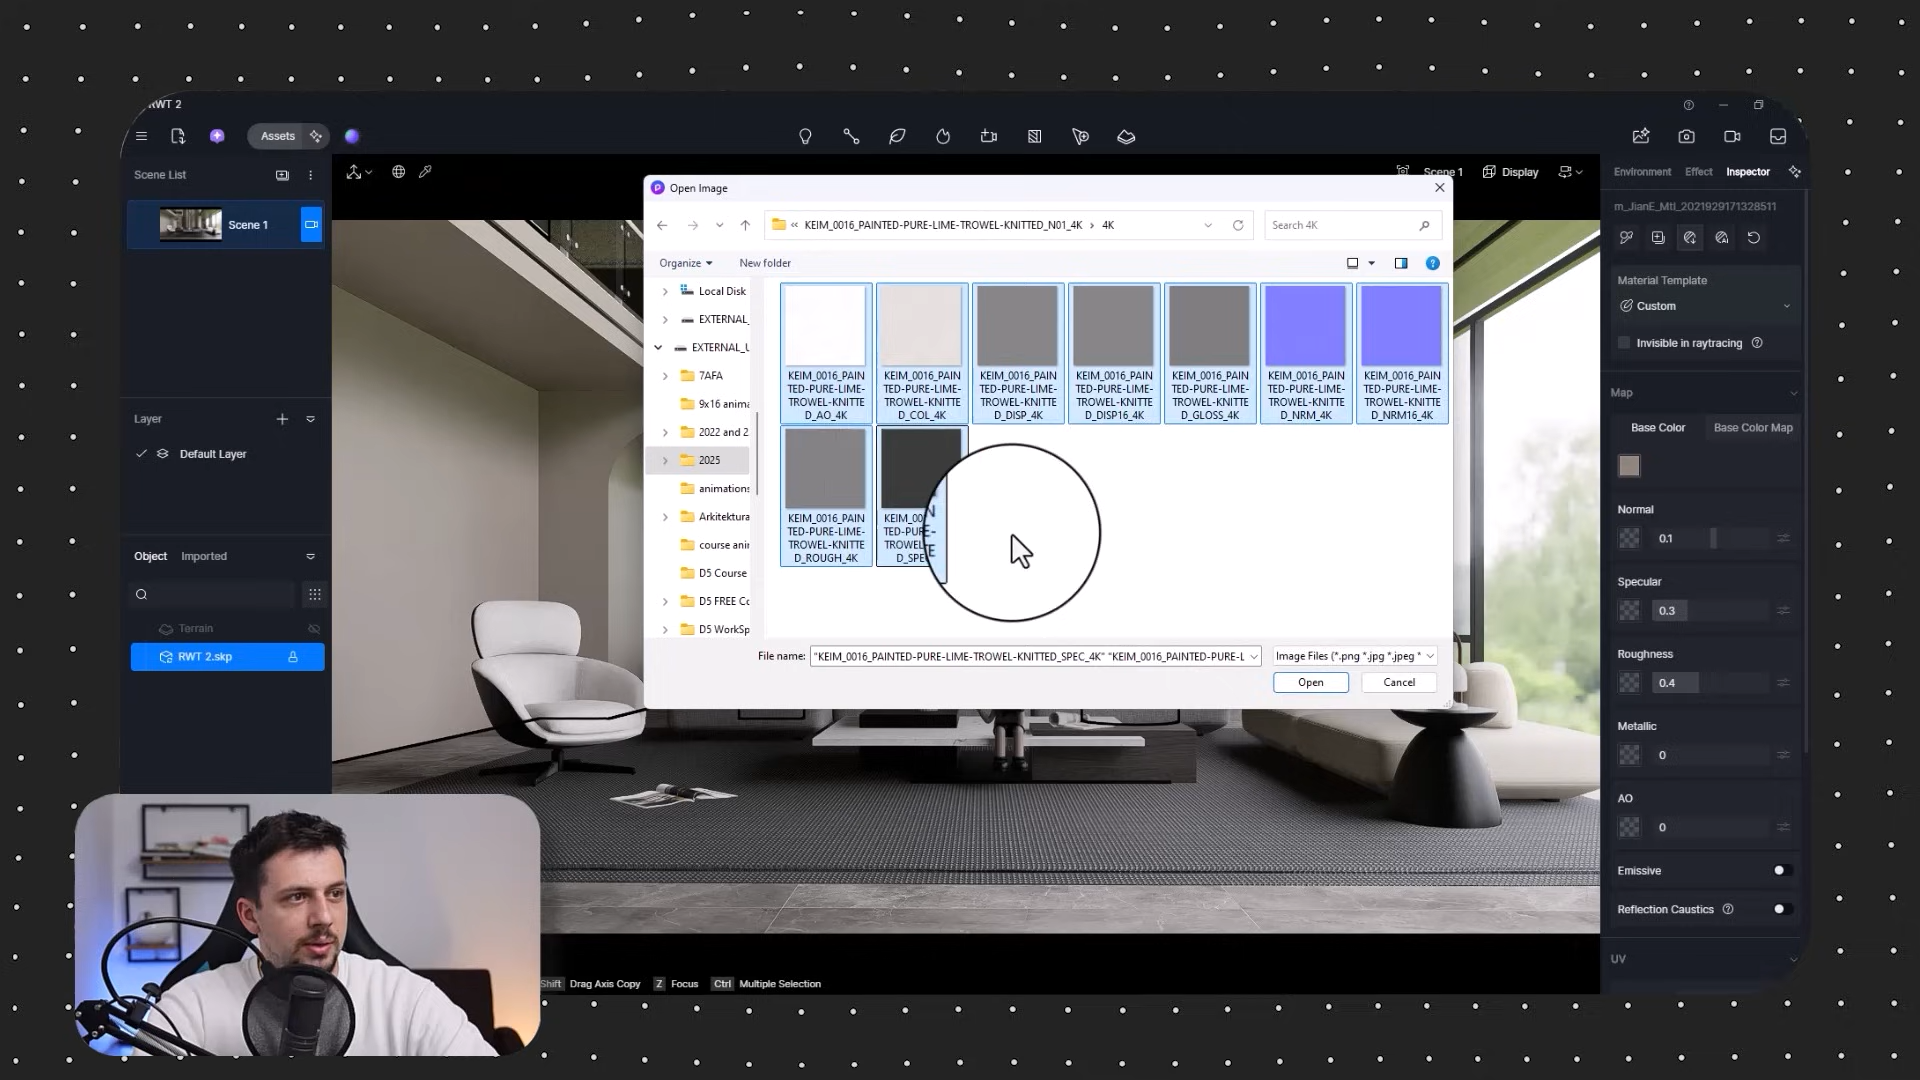 RWT 2
Assets
Scene List
Scene 1
Layer
Default Layer
Object
Imported
Terrain
RWT 2.skp
Scene 1
Display
Open Image
« KEIM_0016_PAINTED-PURE-LIME-TROWEL-KNITTED_N01_4K › 4K
Search 4K
Organize
New folder
Local Disk
EXTERNAL_
EXTERNAL_U
7AFA
9x16 anima
2022 and 2
2025
animations
Arkitektura
course anir
D5 Course
D5 FREE Co
D5 WorkSp
KEIM_0016_PAIN
TED-PURE-LIME-
TROWEL-KNITTE
D_AO_4K
KEIM_0016_PAIN
TED-PURE-LIME-
TROWEL-KNITTE
D_COL_4K
KEIM_0016_PAIN
TED-PURE-LIME-
TROWEL-KNITTE
D_DISP_4K
KEIM_0016_PAIN
TED-PURE-LIME-
TROWEL-KNITTE
D_DISP16_4K
KEIM_0016_PAIN
TED-PURE-LIME-
TROWEL-KNITTE
D_GLOSS_4K
KEIM_0016_PAIN
TED-PURE-LIME-
TROWEL-KNITTE
D_NRM_4K
KEIM_0016_PAIN
TED-PURE-LIME-
TROWEL-KNITTE
D_NRM16_4K
KEIM_0016_PAIN
TED-PURE-LIME-
TROWEL-KNITTE
D_ROUGH_4K
KEIM_00
TED-PUR
TROWEL
D_SPE
File name:
"KEIM_0016_PAINTED-PURE-LIME-TROWEL-KNITTED_SPEC_4K" "KEIM_0016_PAINTED-PURE-L
Image Files (*.png *.jpg *.jpeg *
Open
Cancel
Environment
Effect
Inspector
m_JianE_Mtl_2021929171328511
Material Template
Custom
Invisible in raytracing
Map
Base Color
Base Color Map
Normal
0.1
Specular
0.3
Roughness
0.4
Metallic
0
AO
0
Emissive
Reflection Caustics
UV
Shift
Drag Axis Copy
Z
Focus
Ctrl
Multiple Selection